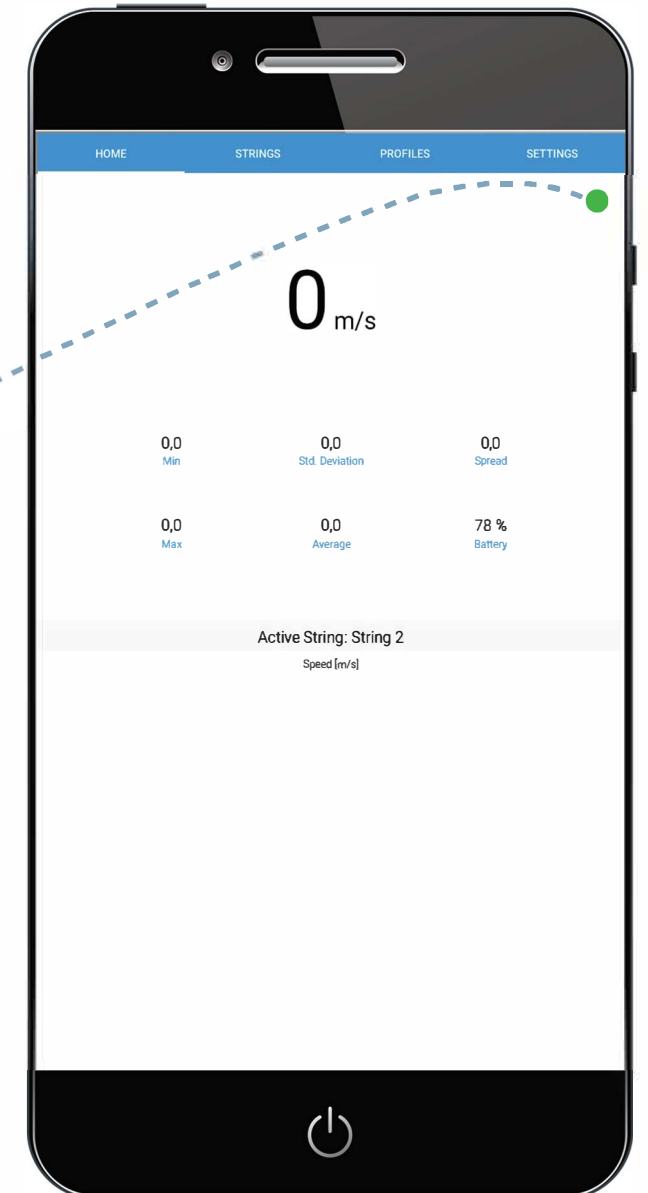 HOME STRINGS PROFILES SETTINGS
0 m/s
0,0 0,0 0,0
Min Std. Deviation Spread
0,0 0,0 78 %
Max Average Battery
Active String: String 2
Speed [m/s]